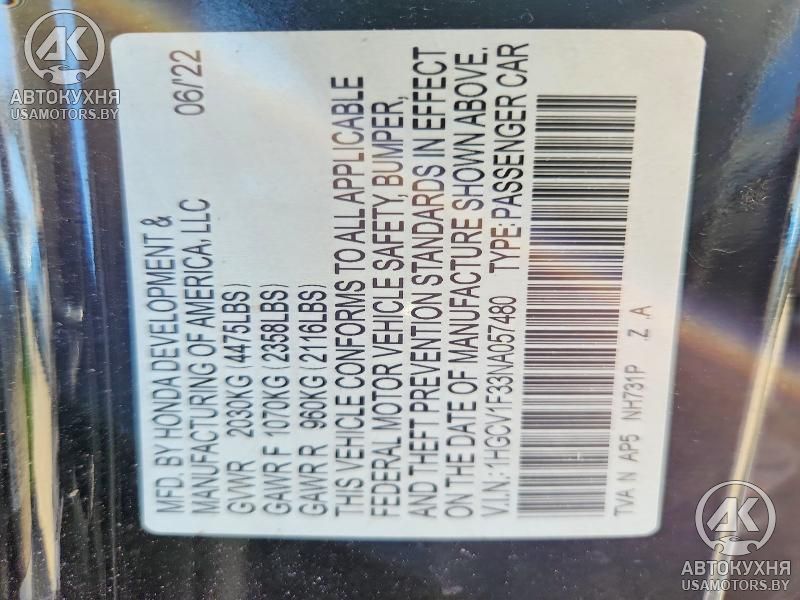 MFD. BY HONDA DEVELOPMENT & 06/'22
MANUFACTURING OF AMERICA, LLC
GVWR 2030KG (4475LBS)
GAWR F 1070KG (2358LBS)
GAWR R 960KG (2116LBS)
THIS VEHICLE CONFORMS TO ALL APPLICABLE
FEDERAL MOTOR VEHICLE SAFETY, BUMPER,
AND THEFT PREVENTION STANDARDS IN EFFECT
ON THE DATE OF MANUFACTURE SHOWN ABOVE.
V.I.N.: 1HGCV1F33NA057480 TYPE: PASSENGER CAR
TVA N AP5 NH731P Z A
АК
АВТОКУХНЯ
USAMOTORS.BY
АК
АВТОКУХНЯ
USAMOTORS.BY